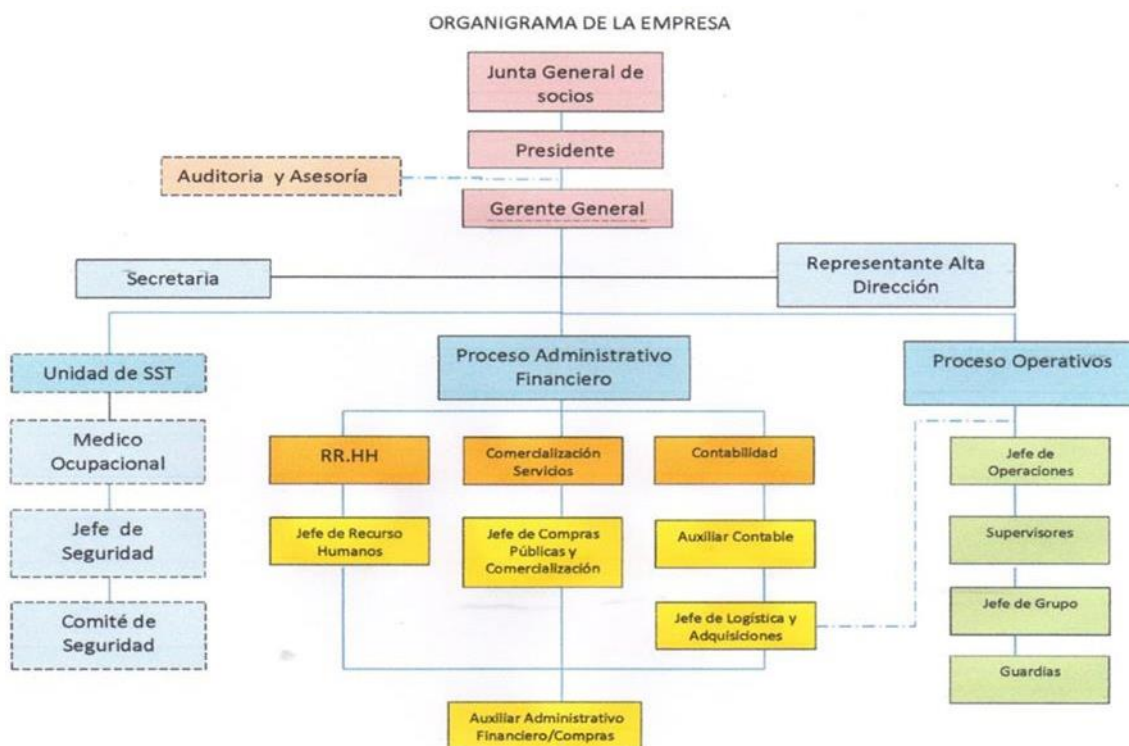 ORGANIGRAMA DE LA EMPRESA
Junta General de
socios
Presidente
Auditoria y Asesoría
Gerente General
Secretaria
Representante Alta
Dirección
Unidad de SST
Proceso Administrativo
Financiero
Proceso Operativos
Medico
Ocupacional
RR.HH
Comercialización
Servicios
Contabilidad
Jefe de
Operaciones
Jefe de
Seguridad
Jefe de Recurso
Humanos
Jefe de Compras
Públicas y
Comercialización
Auxiliar Contable
Supervisores
Comité de
Seguridad
Jefe de Logística y
Adquisiciones
Jefe de Grupo
Guardias
Auxiliar Administrativo
Financiero/Compras